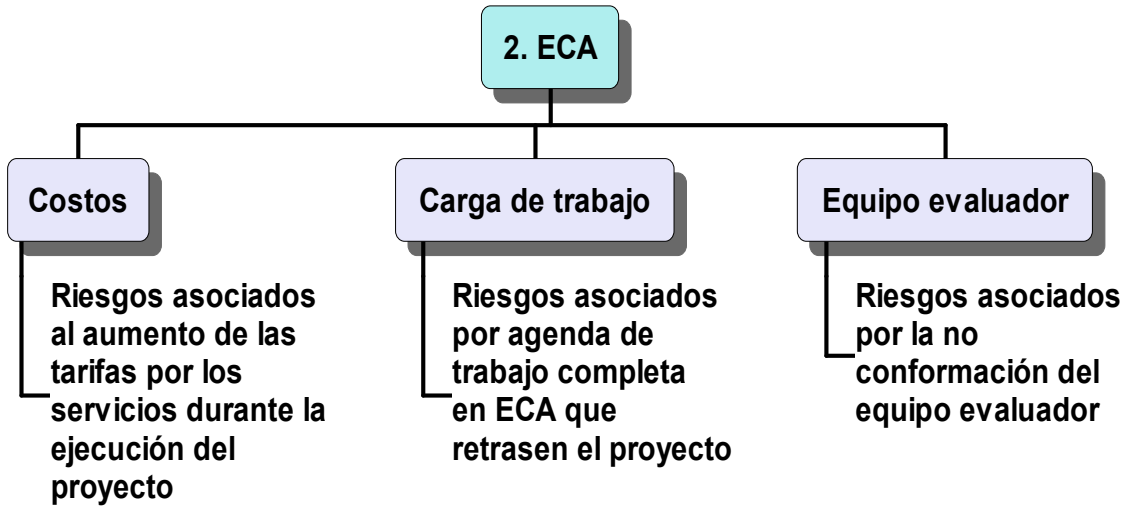 2. ECA
Costos
Riesgos asociados
al aumento de las
tarifas por los
servicios durante la
ejecución del
proyecto
Carga de trabajo
Riesgos asociados
por agenda de
trabajo completa
en ECA que
retrasen el proyecto
Equipo evaluador
Riesgos asociados
por la no
conformación del
equipo evaluador